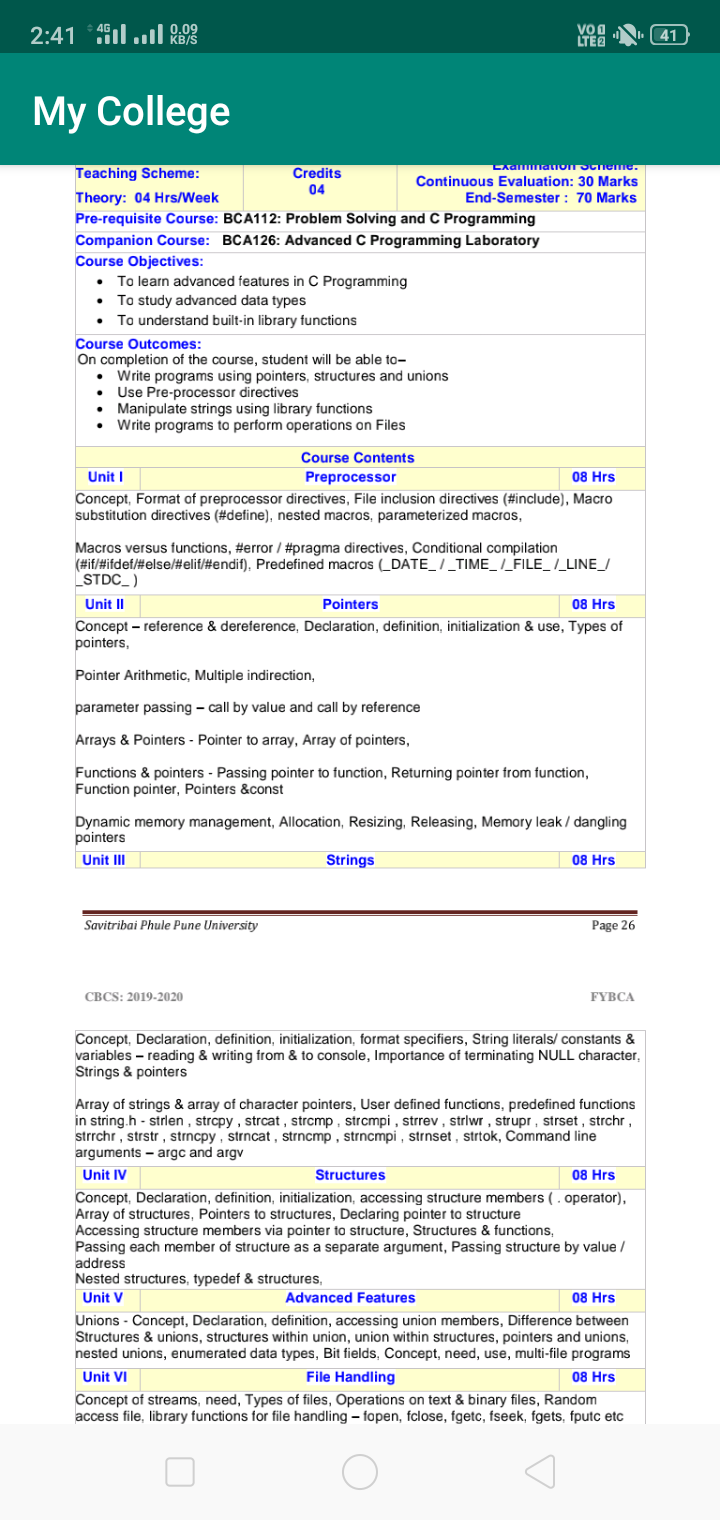 2:41 4G 0.09 KB/S VO LTE 1 2 41
My College
Teaching Scheme:
Theory: 04 Hrs/Week
Credits
04
Examination Scheme:
Continuous Evaluation: 30 Marks
End-Semester : 70 Marks
Pre-requisite Course: BCA112: Problem Solving and C Programming
Companion Course: BCA126: Advanced C Programming Laboratory
Course Objectives:
• To learn advanced features in C Programming
• To study advanced data types
• To understand built-in library functions
Course Outcomes:
On completion of the course, student will be able to–
• Write programs using pointers, structures and unions
• Use Pre-processor directives
• Manipulate strings using library functions
• Write programs to perform operations on Files
Course Contents
Unit I Preprocessor 08 Hrs
Concept, Format of preprocessor directives, File inclusion directives (#include), Macro
substitution directives (#define), nested macros, parameterized macros,
Macros versus functions, #error / #pragma directives, Conditional compilation
(#if/#ifdef/#else/#elif/#endif), Predefined macros (_DATE_ / _TIME_ /_FILE_ /_LINE_/
_STDC_ )
Unit II Pointers 08 Hrs
Concept – reference & dereference, Declaration, definition, initialization & use, Types of
pointers,
Pointer Arithmetic, Multiple indirection,
parameter passing – call by value and call by reference
Arrays & Pointers - Pointer to array, Array of pointers,
Functions & pointers - Passing pointer to function, Returning pointer from function,
Function pointer, Pointers &const
Dynamic memory management, Allocation, Resizing, Releasing, Memory leak / dangling
pointers
Unit III Strings 08 Hrs
Savitribai Phule Pune University Page 26
CBCS: 2019-2020 FYBCA
Concept, Declaration, definition, initialization, format specifiers, String literals/ constants &
variables – reading & writing from & to console, Importance of terminating NULL character,
Strings & pointers
Array of strings & array of character pointers, User defined functions, predefined functions
in string.h - strlen , strcpy , strcat , strcmp , strcmpi , strrev , strlwr , strupr , strset , strchr ,
strrchr , strstr , strncpy , strncat , strncmp , strncmpi , strnset , strtok, Command line
arguments – argc and argv
Unit IV Structures 08 Hrs
Concept, Declaration, definition, initialization, accessing structure members ( . operator),
Array of structures, Pointers to structures, Declaring pointer to structure
Accessing structure members via pointer to structure, Structures & functions,
Passing each member of structure as a separate argument, Passing structure by value /
address
Nested structures, typedef & structures,
Unit V Advanced Features 08 Hrs
Unions - Concept, Declaration, definition, accessing union members, Difference between
Structures & unions, structures within union, union within structures, pointers and unions,
nested unions, enumerated data types, Bit fields, Concept, need, use, multi-file programs
Unit VI File Handling 08 Hrs
Concept of streams, need, Types of files, Operations on text & binary files, Random
access file, library functions for file handling – fopen, fclose, fgetc, fseek, fgets, fputc etc